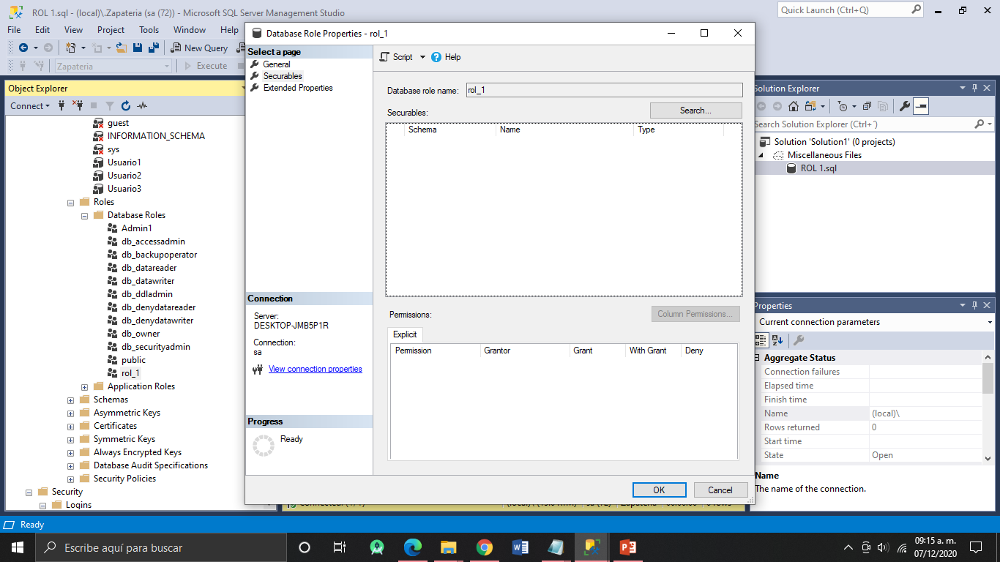 ROL 1.sql - (local)\.Zapateria (sa (72)) - Microsoft SQL Server Management Studio
Quick Launch (Ctrl+Q)
File Edit View Project Tools Window Help
New Query
Zapateria
Execute
Object Explorer
Connect
guest
INFORMATION_SCHEMA
sys
Usuario1
Usuario2
Usuario3
Roles
Database Roles
Admin1
db_accessadmin
db_backupoperator
db_datareader
db_datawriter
db_ddladmin
db_denydatareader
db_denydatawriter
db_owner
db_securityadmin
public
rol_1
Application Roles
Schemas
Asymmetric Keys
Certificates
Symmetric Keys
Always Encrypted Keys
Database Audit Specifications
Security Policies
Security
Logins
Database Role Properties - rol_1
Select a page
General
Securables
Extended Properties
Connection
Server:
DESKTOP-JMB5P1R
Connection:
sa
View connection properties
Progress
Ready
Script Help
Database role name: rol_1
Securables:
Search...
Schema Name Type
Permissions:
Column Permissions...
Explicit
Permission Grantor Grant With Grant Deny
OK Cancel
Solution Explorer
Search Solution Explorer (Ctrl+´)
Solution 'Solution1' (0 projects)
Miscellaneous Files
ROL 1.sql
Properties
Current connection parameters
Aggregate Status
Connection failures
Elapsed time
Finish time
Name (local)\
Rows returned 0
Start time
State Open
Name
The name of the connection.
Ready
Escribe aquí para buscar
09:15 a. m.
07/12/2020